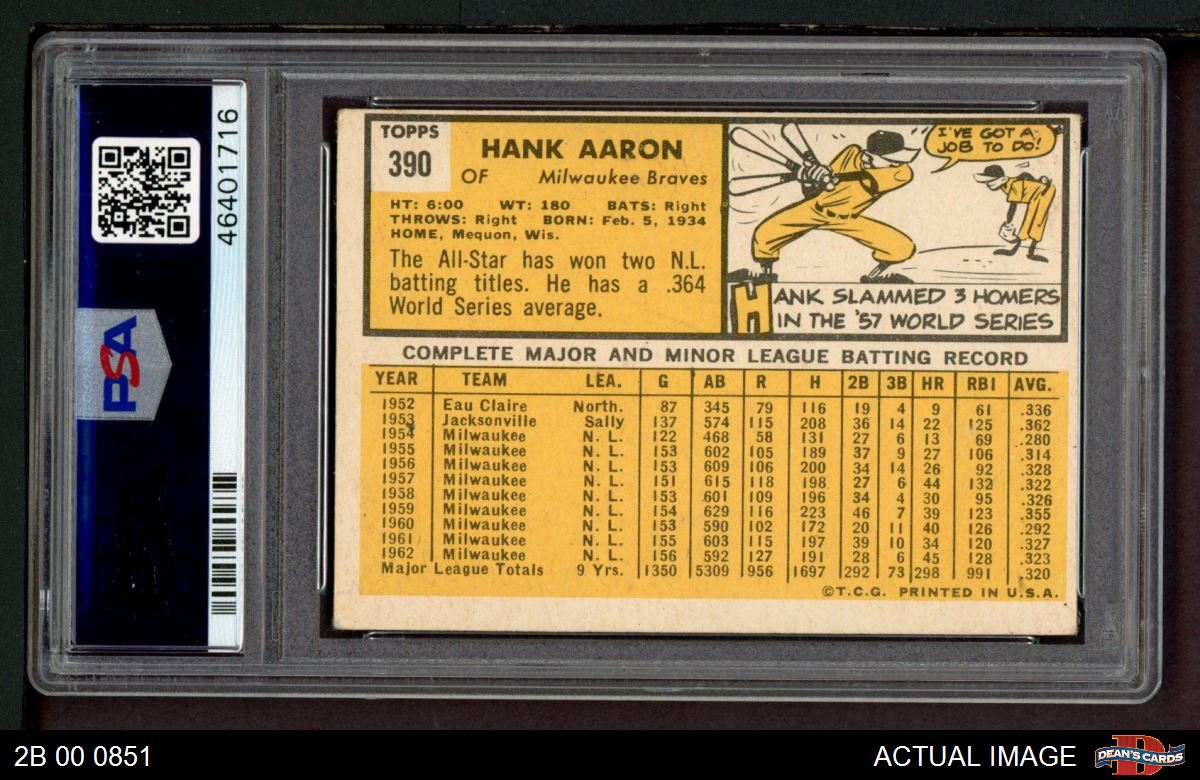 46401716
PSA
TOPPS
390
HANK AARON
OF Milwaukee Braves
HT: 6:00 WT: 180 BATS: Right
THROWS: Right BORN: Feb. 5, 1934
HOME, Mequon, Wis.
The All-Star has won two N.L.
batting titles. He has a .364
World Series average.
I'VE GOT A
JOB TO DO!
HANK SLAMMED 3 HOMERS
IN THE '57 WORLD SERIES
COMPLETE MAJOR AND MINOR LEAGUE BATTING RECORD
YEAR TEAM LEA. G AB R H 2B 3B HR RBI AVG.
1952 Eau Claire North. 87 345 79 116 19 4 9 61 .336
1953 Jacksonville Sally 137 574 115 208 36 14 22 125 .362
1954 Milwaukee N. L. 122 468 58 131 27 6 13 69 .280
1955 Milwaukee N. L. 153 602 105 189 37 9 27 106 .314
1956 Milwaukee N. L. 153 609 106 200 34 14 26 92 .328
1957 Milwaukee N. L. 151 615 118 198 27 6 44 132 .322
1958 Milwaukee N. L. 153 601 109 196 34 4 30 95 .326
1959 Milwaukee N. L. 154 629 116 223 46 7 39 123 .355
1960 Milwaukee N. L. 153 590 102 172 20 11 40 126 .292
1961 Milwaukee N. L. 155 603 115 197 39 10 34 120 .327
1962 Milwaukee N. L. 156 592 127 191 28 6 45 128 .323
Major League Totals 9 Yrs. 1350 5309 956 1697 292 73 298 991 .320
©T.C.G. PRINTED IN U.S.A.
2B 00 0851
ACTUAL IMAGE
DEAN'S CARDS